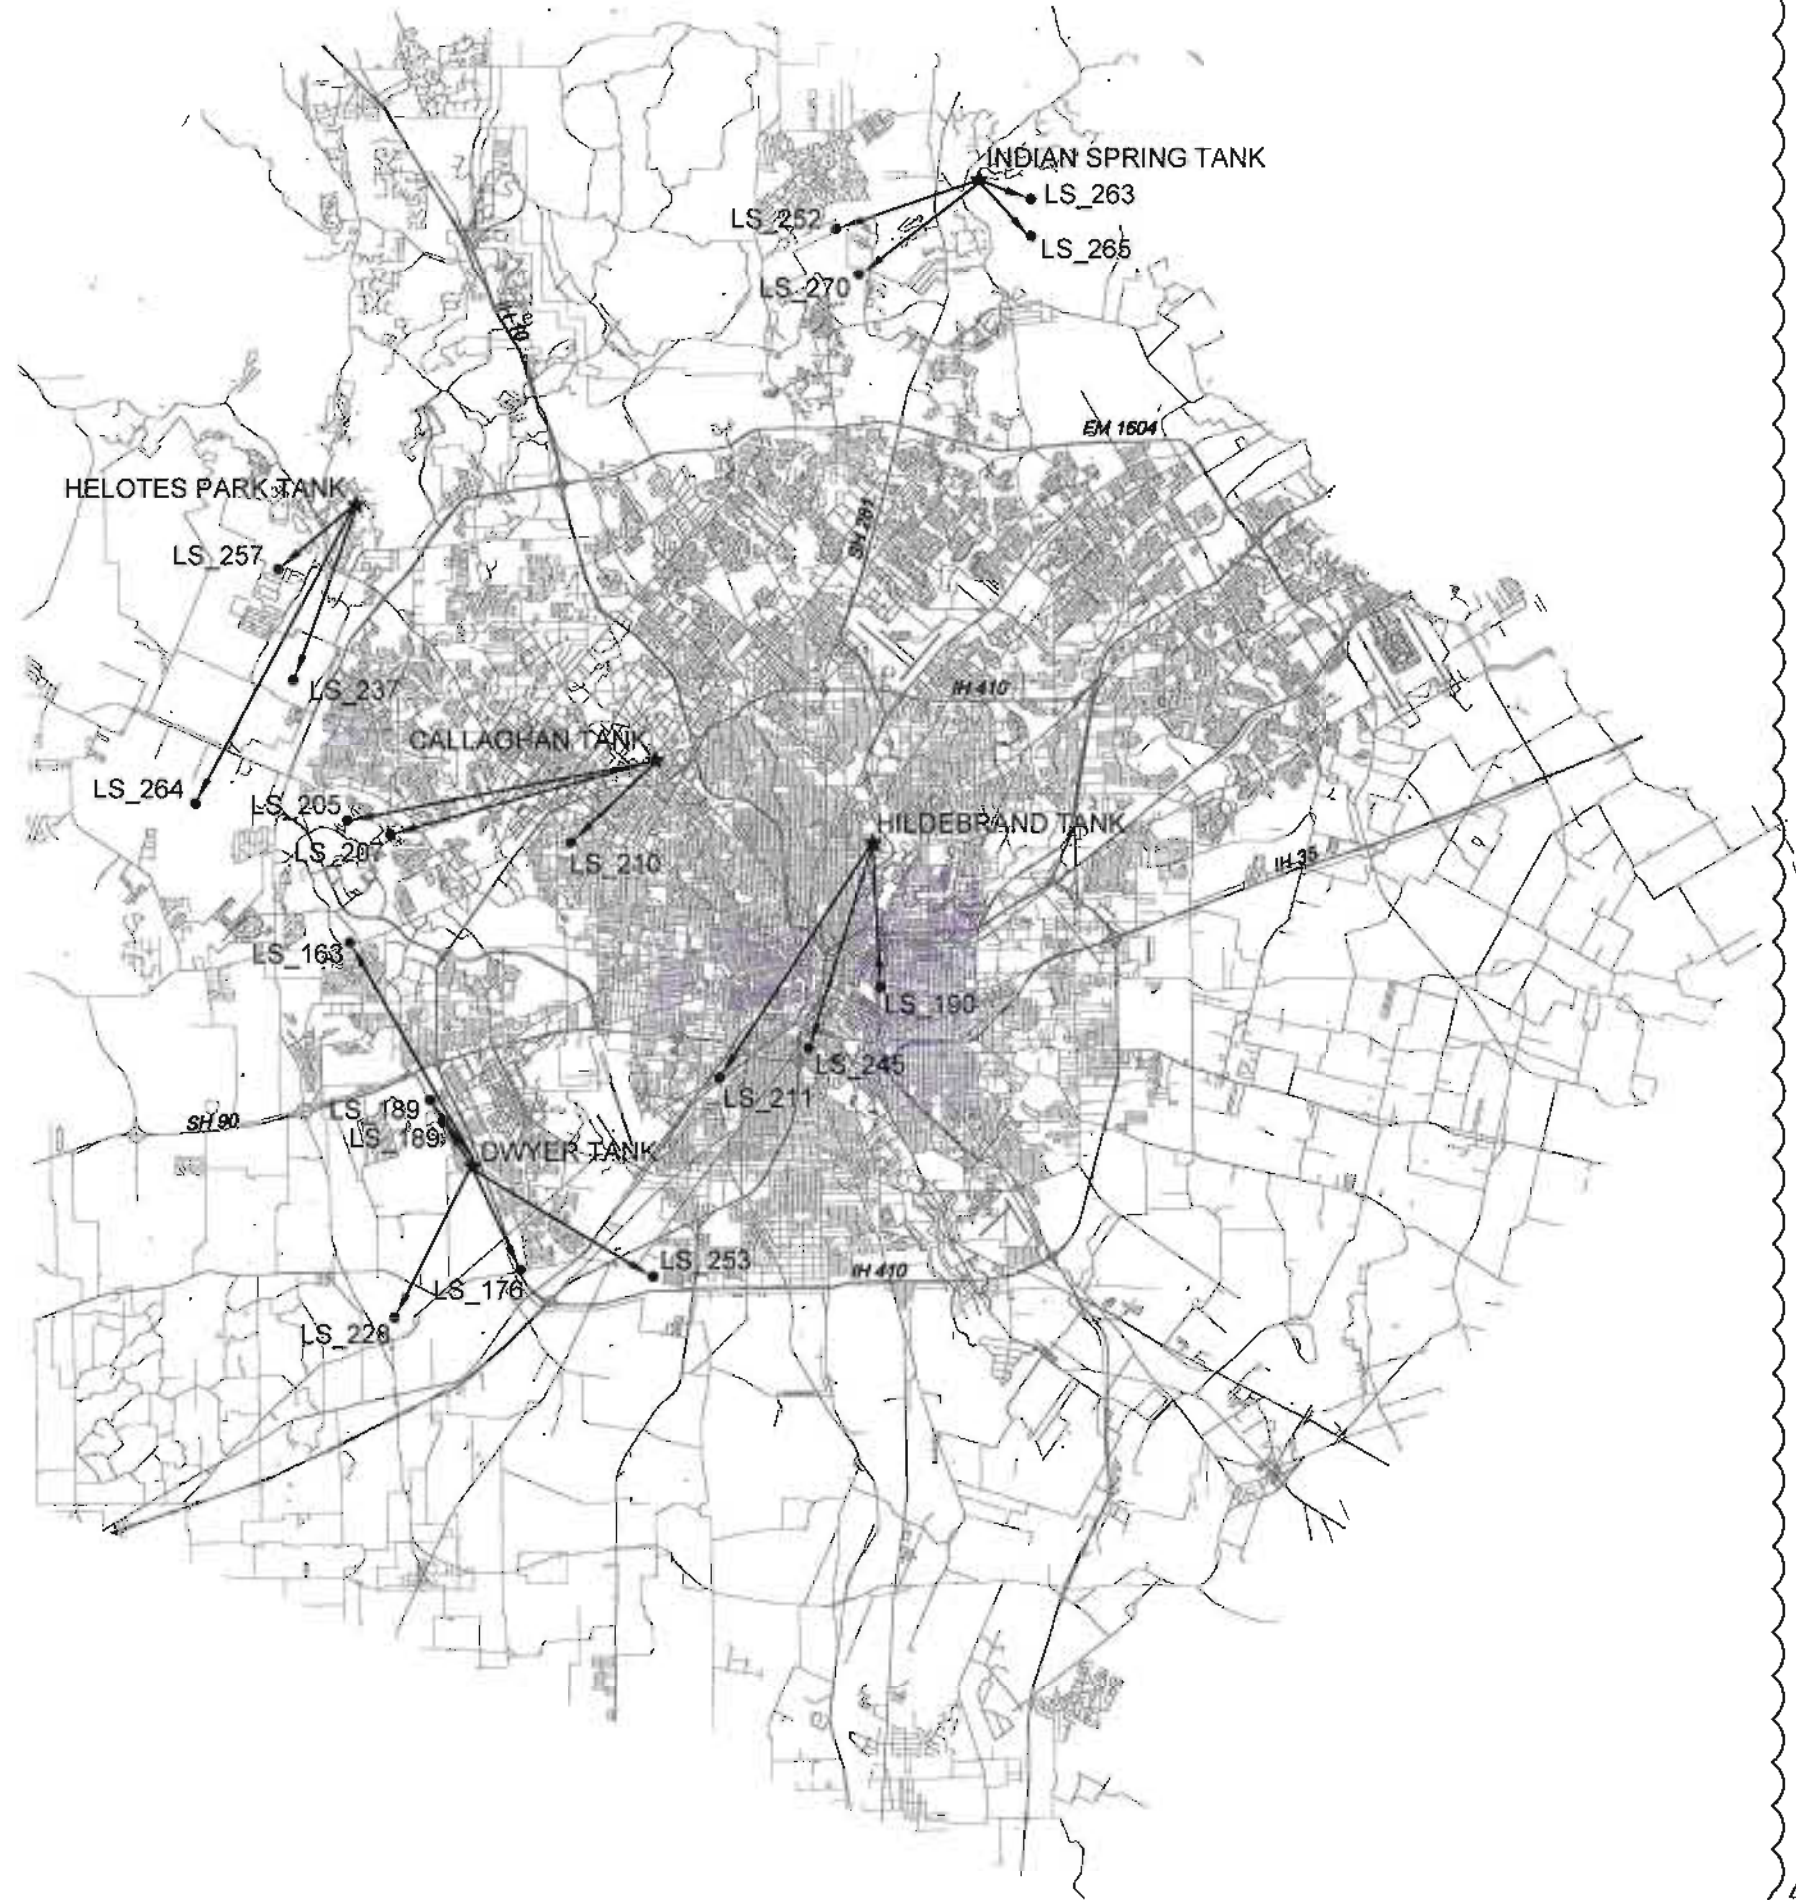 INDIAN SPRING TANK
LS_263
LS_252
LS_265
LS_270
IH 10
EM 1604
HELOTES PARK TANK
SH 281
LS_257
LS_237
IH 410
CALLAGHAN TANK
LS_264
LS_205
HILDEBRAND TANK
LS_207
LS_210
IH 35
LS_163
LS_190
LS_245
LS_211
LS_189
SH 90
LS_189
DWYER TANK
LS_253
IH 410
LS_176
LS_228